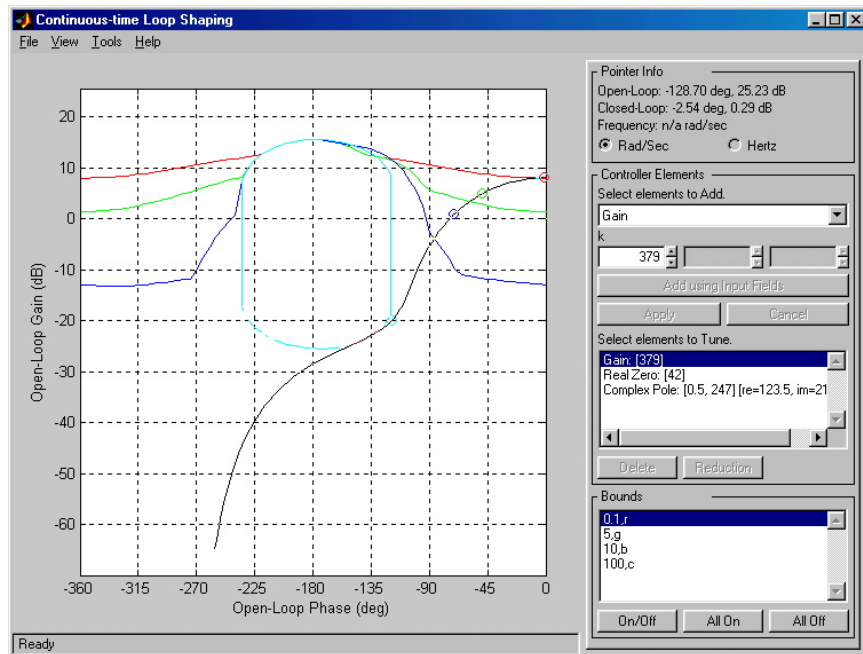 Continuous-time Loop Shaping
File View Tools Help
20
10
0
-10
-20
-30
-40
-50
-60
Open-Loop Gain (dB)
-360 -315 -270 -225 -180 -135 -90 -45 0
Open-Loop Phase (deg)
Pointer Info
Open-Loop: -128.70 deg, 25.23 dB
Closed-Loop: -2.54 deg, 0.29 dB
Frequency: n/a rad/sec
Rad/Sec Hertz
Controller Elements
Select elements to Add.
Gain
k
379
Add using Input Fields
Apply Cancel
Select elements to Tune.
Gain: [379]
Real Zero: [42]
Complex Pole: [0.5, 247] [re=123.5, im=21
Delete Reduction
Bounds
0.1,r
5,g
10,b
100,c
On/Off All On All Off
Ready